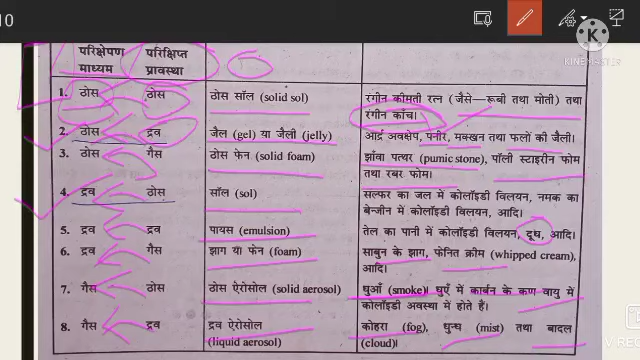 10
परिक्षेपण माध्यम
परिक्षिप्त प्रावस्था
1. ठोस ठोस ठोस सॉल (solid sol) रंगीन कीमती रत्न (जैसे—रूबी तथा मोती) तथा
रंगीन काँच।
2. ठोस द्रव जैल (gel) या जैली (jelly) आर्द्र अवक्षेप, पनीर, मक्खन तथा फलों की जैली।
3. ठोस गैस ठोस फेन (solid foam) झाँवा पत्थर (pumic stone), पॉली स्टाइरीन फोम
तथा रबर फोम।
4. द्रव ठोस सॉल (sol) सल्फर का जल में कोलॉइडी विलयन, नमक का
बेन्जीन में कोलॉइडी विलयन, आदि।
5. द्रव द्रव पायस (emulsion) तेल का पानी में कोलॉइडी विलयन, दूध, आदि।
6. द्रव गैस झाग या फेन (foam) साबुन के झाग, फेनित क्रीम (whipped cream),
आदि।
7. गैस ठोस ठोस ऐरोसॉल (solid aerosol) धुआँ (smoke)। धुएँ में कार्बन के कण वायु में
कोलॉइडी अवस्था में होते हैं।
8. गैस द्रव द्रव ऐरोसोल कोहरा (fog), धुन्ध (mist) तथा बादल
(liquid aerosol) (cloud)।
KINEMASTER